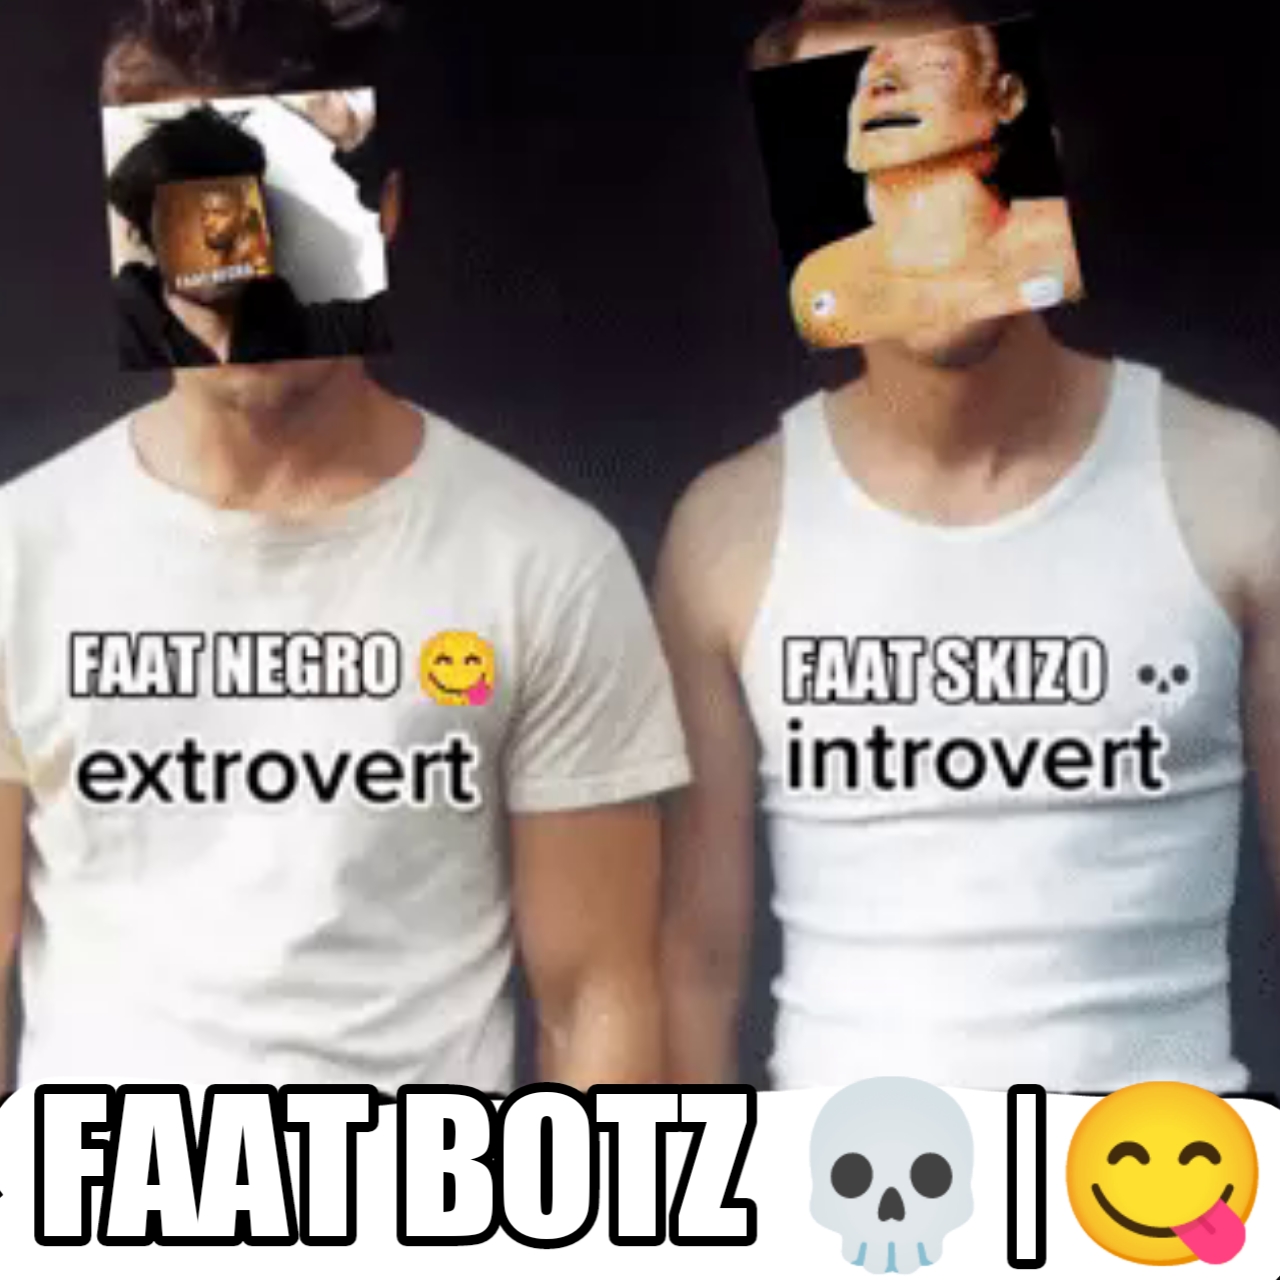 FAAT NEGRO 😋
extrovert
FAAT SKIZO 💀
introvert
FAAT BOTZ 💀|😋